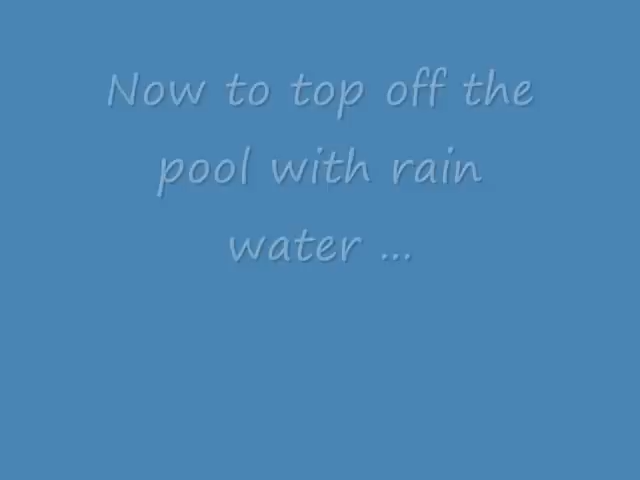 Now to top off the
pool with rain
water ...